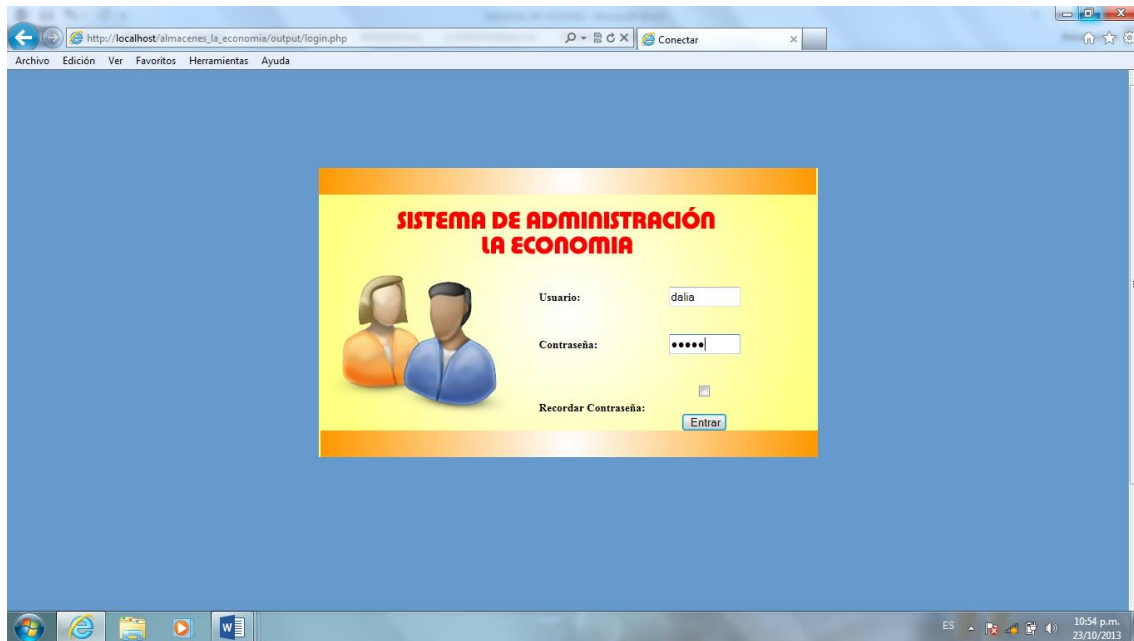 http://localhost/almacenes_la_economia/output/login.php
Conectar
Archivo Edición Ver Favoritos Herramientas Ayuda
SISTEMA DE ADMINISTRACIÓN
LA ECONOMIA
Usuario: dalia
Contraseña: •••••
Recordar Contraseña:
Entrar
ES
10:54 p.m.
23/10/2013